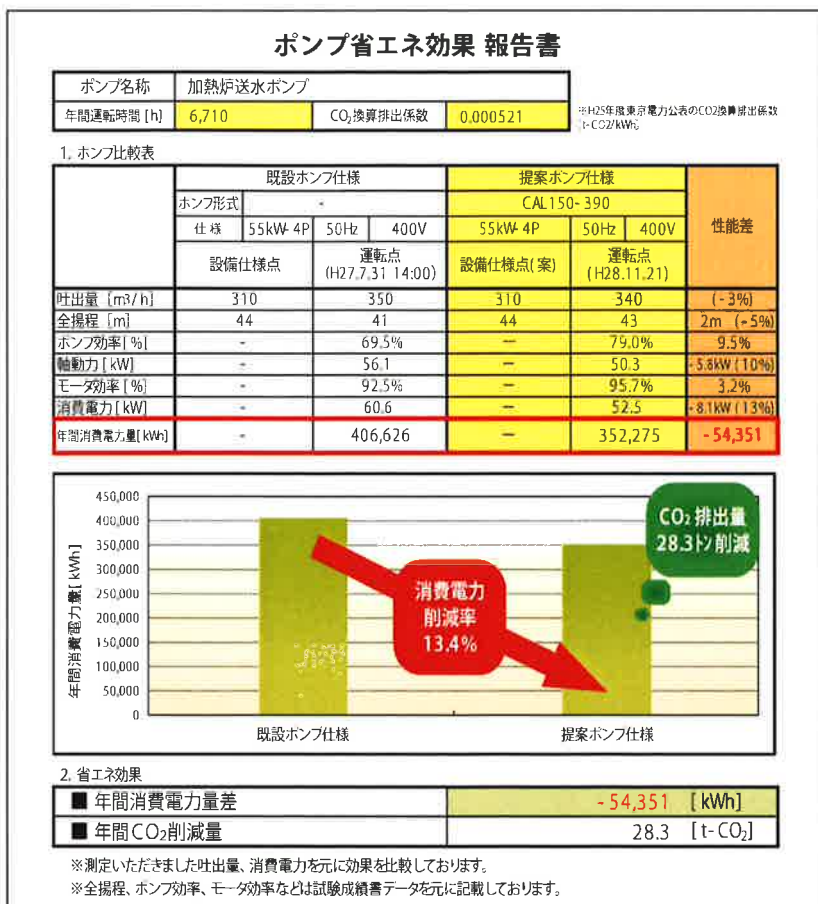 ポンプ省エネ効果 報告書
ポンプ名称 加熱炉送水ポンプ
年間運転時間 [h] 6,710 CO₂換算排出係数 0.000521
※H25年度東京電力公表のCO2換算排出係数
[t-CO2/kWh]
1. ポンプ比較表
既設ポンプ仕様 提案ポンプ仕様 性能差
ポンプ形式 - CAL150-390
仕様 55kW-4P 50Hz 400V 55kW-4P 50Hz 400V
設備仕様点 運転点 (H27.7.31 14:00) 設備仕様点(案) 運転点 (H28.11.21)
吐出量 [m3/h] 310 350 310 340 (-3%)
全揚程 [m] 44 41 44 43 2m (+5%)
ポンプ効率[%] - 69.5% − 79.0% 9.5%
軸動力[kW] - 56.1 − 50.3 -5.8kW(10%)
モータ効率[%] - 92.5% − 95.7% 3.2%
消費電力[kW] - 60.6 − 52.5 -8.1kW(13%)
年間消費電力量[kWh] - 406,626 − 352,275 -54,351
年間消費電力量[kWh]
450,000
400,000
350,000
300,000
250,000
200,000
150,000
100,000
50,000
0
消費電力
削減率
13.4%
CO₂排出量
28.3トン削減
既設ポンプ仕様 提案ポンプ仕様
2. 省エネ効果
■ 年間消費電力量差 -54,351 [kWh]
■ 年間CO₂削減量 28.3 [t-CO₂]
※測定いただきました吐出量、消費電力を元に効果を比較しております。
※全揚程、ポンプ効率、モータ効率などは試験成績書データを元に記載しております。